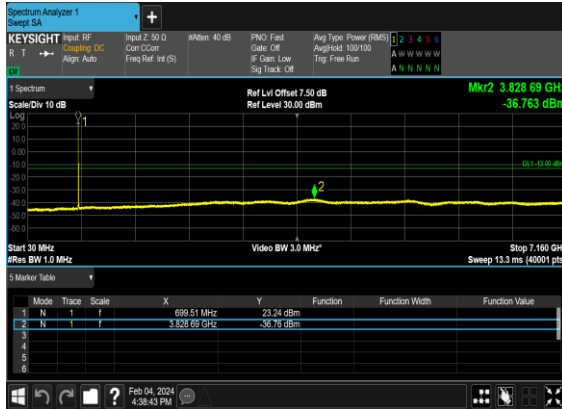 Spectrum Analyzer 1
Swept SA
+
KEYSIGHT Input: RF Input Z: 50 Ω #Atten: 40 dB PNO: Fast Avg Type: Power (RMS) 1 2 3 4 5 6
R T Coupling: DC Corr CCorr Gate: Off Avg|Hold: 100/100 A W W W W W
Align: Auto Freq Ref: Int (S) IF Gain: Low Trig: Free Run
LU Sig Track: Off A N N N N N
1 Spectrum Ref Lvl Offset 7.50 dB Mkr2 3.828 69 GHz
Scale/Div 10 dB Ref Level 30.00 dBm -36.763 dBm
Log
20.0
10.0
0.00
-10.0
-20.0
-30.0
-40.0
-50.0
-60.0
1
DL1 -13.00 dBm
2
Start 30 MHz Video BW 3.0 MHz* Stop 7.160 GHz
#Res BW 1.0 MHz Sweep 13.3 ms (40001 pts)
5 Marker Table
Mode Trace Scale X Y Function Function Width Function Value
1 N 1 f 699.51 MHz 23.24 dBm
2 N 1 f 3.828 69 GHz -36.76 dBm
3
4
5
6
? Feb 04, 2024
4:38:43 PM